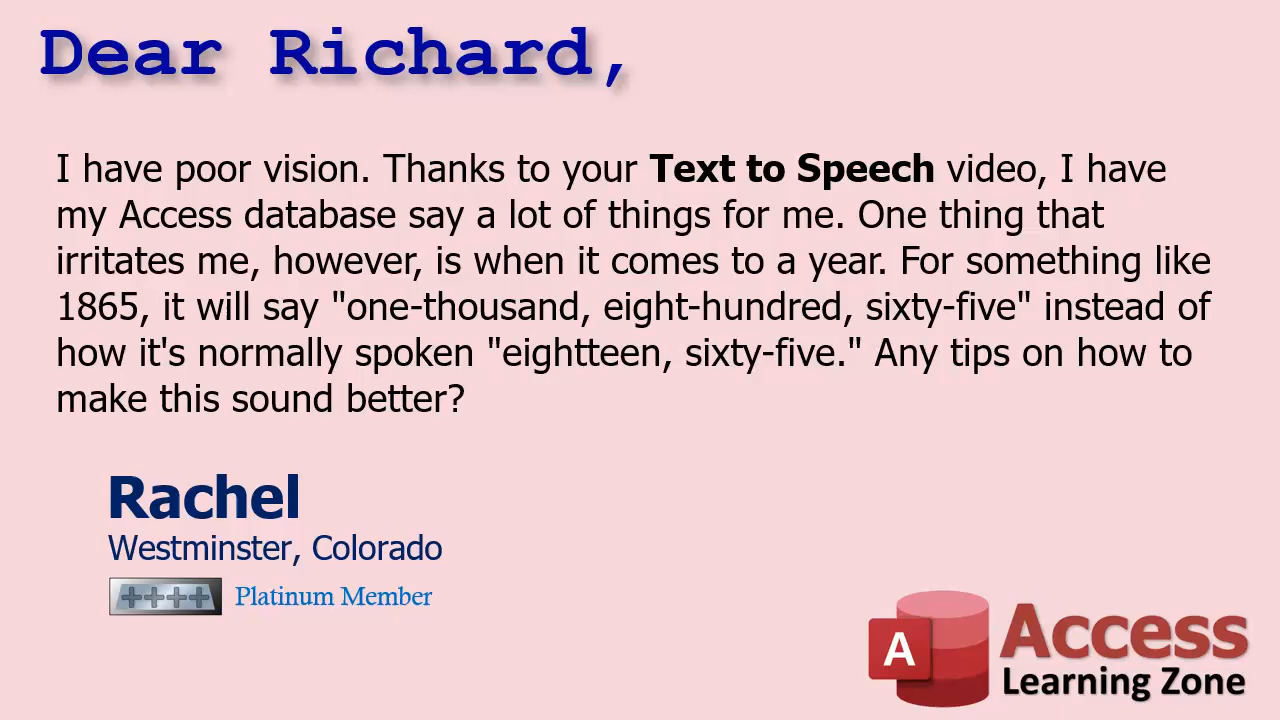 Dear Richard,
I have poor vision. Thanks to your Text to Speech video, I have
my Access database say a lot of things for me. One thing that
irritates me, however, is when it comes to a year. For something like
1865, it will say "one-thousand, eight-hundred, sixty-five" instead of
how it's normally spoken "eightteen, sixty-five." Any tips on how to
make this sound better?
Rachel
Westminster, Colorado
Platinum Member
A
Access
Learning Zone